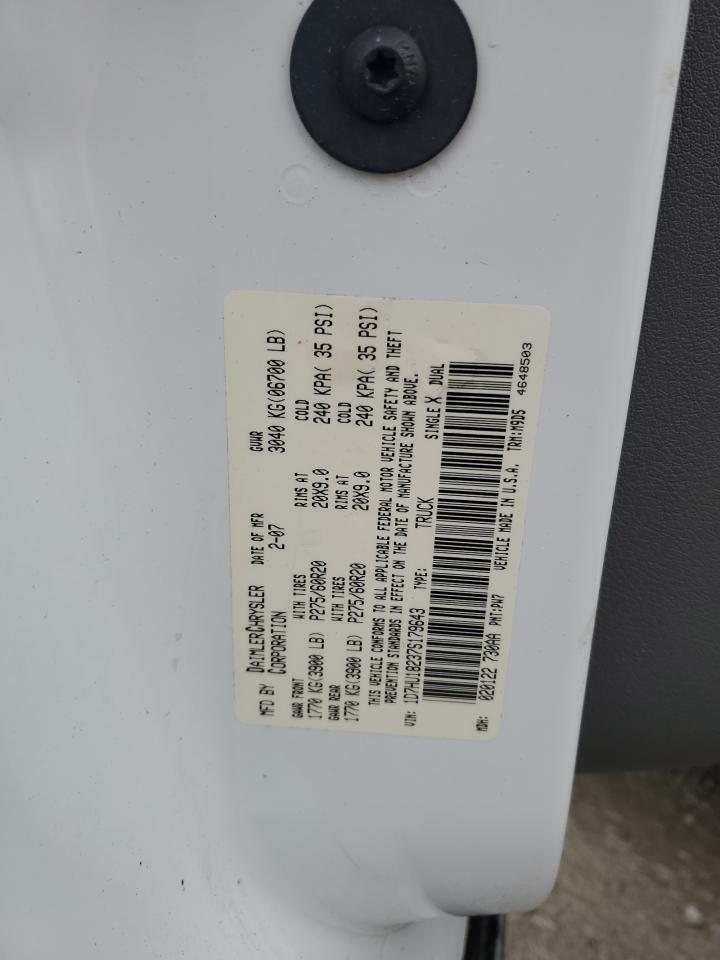 MFD BY DAIMLERCHRYSLER CORPORATION DATE OF MFR 2-07 GVWR 3040 KG(06700 LB)
GAWR FRONT WITH TIRES RIMS AT COLD
1770 KG(3900 LB) P275/60R20 20X9.0 240 KPA( 35 PSI)
GAWR REAR WITH TIRES RIMS AT COLD
1770 KG(3900 LB) P275/60R20 20X9.0 240 KPA( 35 PSI)
THIS VEHICLE CONFORMS TO ALL APPLICABLE FEDERAL MOTOR VEHICLE SAFETY AND THEFT
PREVENTION STANDARDS IN EFFECT ON THE DATE OF MANUFACTURE SHOWN ABOVE.
VIN: 1D7HU18237S179643 TYPE: TRUCK SINGLE X DUAL
MDH: 020122 730AA PNT:PW7 VEHICLE MADE IN U.S.A. TRM:M9D5
4648503